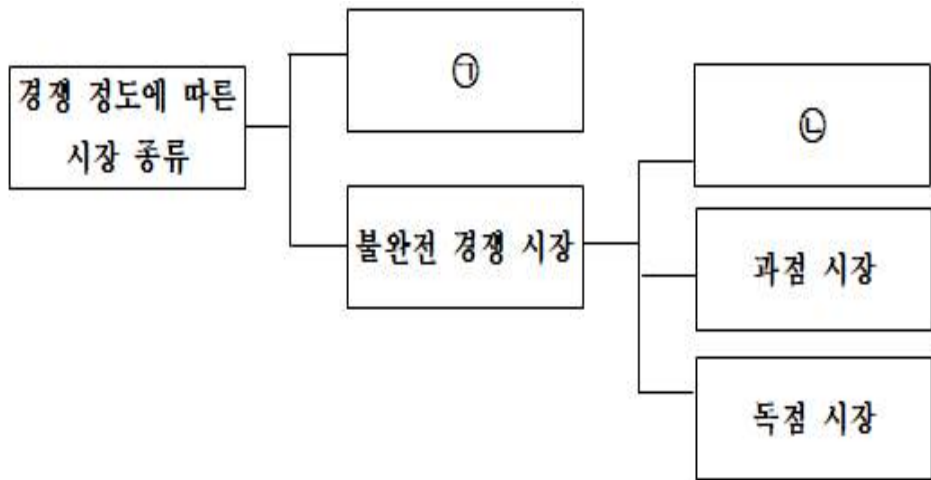 경쟁 정도에 따른
시장 종류
㉠
불완전 경쟁 시장
㉡
과점 시장
독점 시장